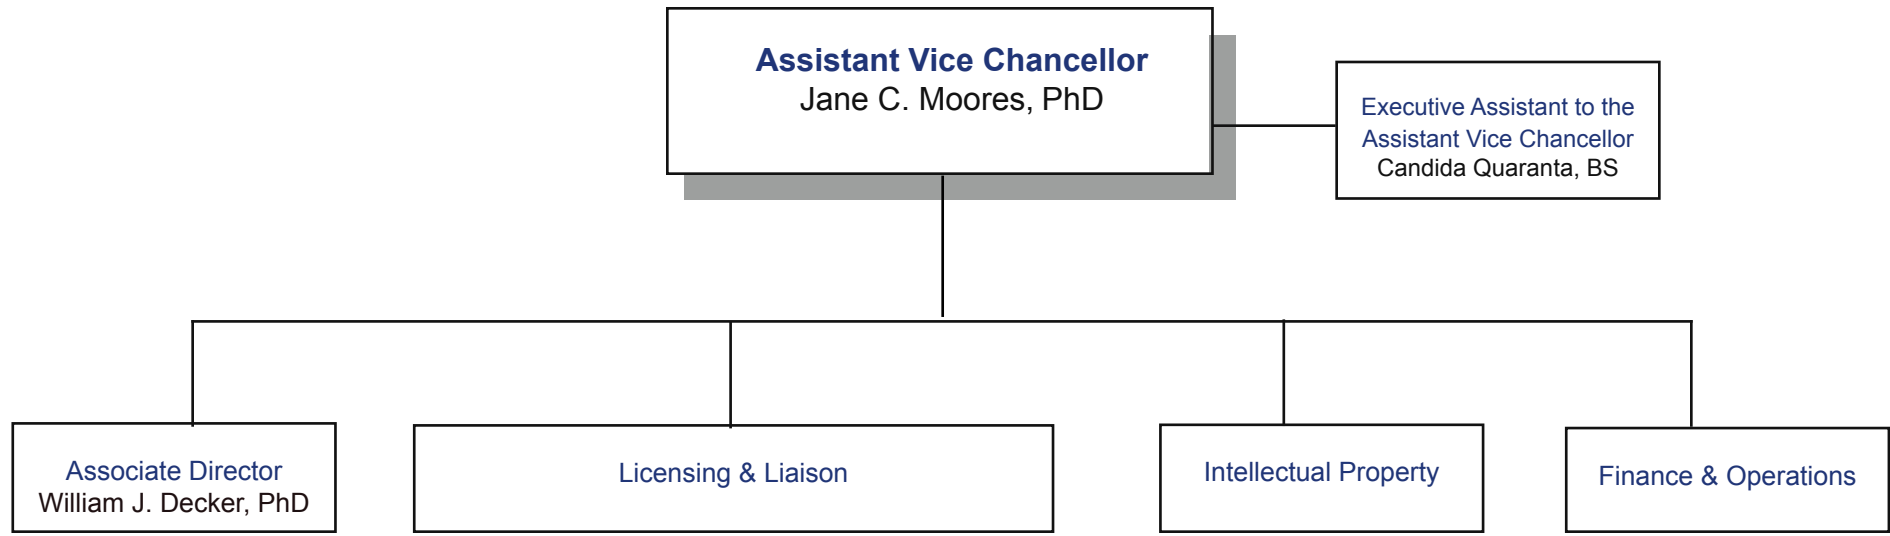 Assistant Vice Chancellor
Jane C. Moores, PhD
Executive Assistant to the
Assistant Vice Chancellor
Candida Quaranta, BS
Associate Director
William J. Decker, PhD
Licensing & Liaison
Intellectual Property
Finance & Operations